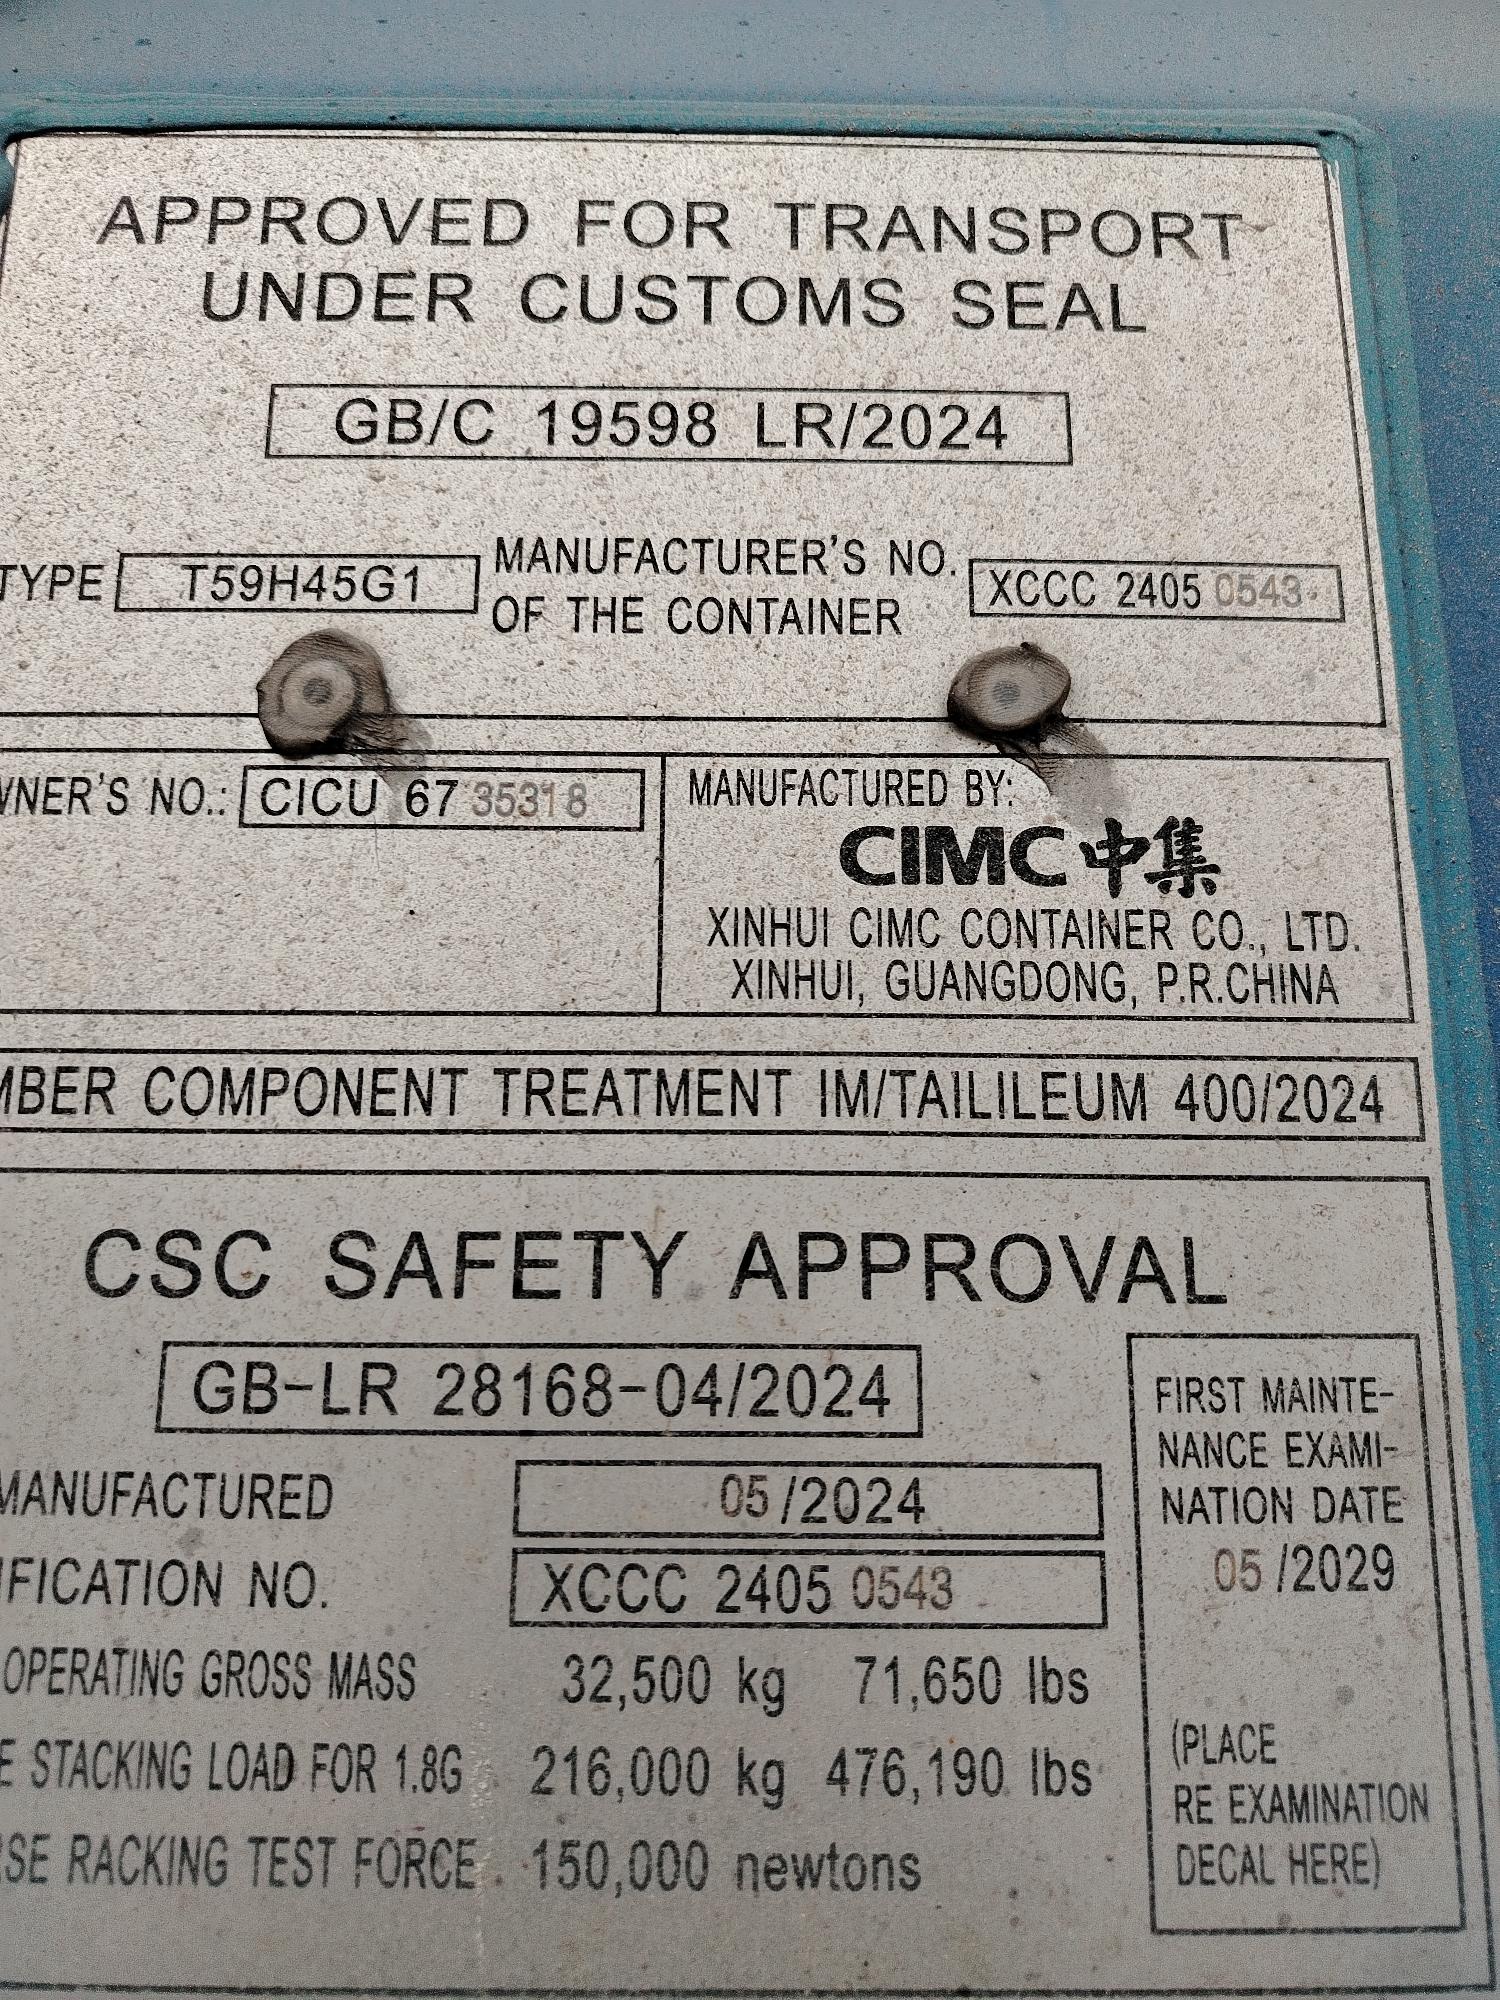 APPROVED FOR TRANSPORT
UNDER CUSTOMS SEAL
GB/C 19598 LR/2024
TYPE T59H45G1 MANUFACTURER'S NO. OF THE CONTAINER XCCC 2405 0543
WNER'S NO.: CICU 67 35318
MANUFACTURED BY:
CIMC 中集
XINHUI CIMC CONTAINER CO., LTD.
XINHUI, GUANGDONG, P.R.CHINA
MBER COMPONENT TREATMENT IM/TAILILEUM 400/2024
CSC SAFETY APPROVAL
GB-LR 28168-04/2024
MANUFACTURED 05/2024
IFICATION NO. XCCC 2405 0543
OPERATING GROSS MASS 32,500 kg 71,650 lbs
E STACKING LOAD FOR 1.8G 216,000 kg 476,190 lbs
RSE RACKING TEST FORCE 150,000 newtons
FIRST MAINTE-
NANCE EXAMI-
NATION DATE
05/2029
(PLACE
RE EXAMINATION
DECAL HERE)